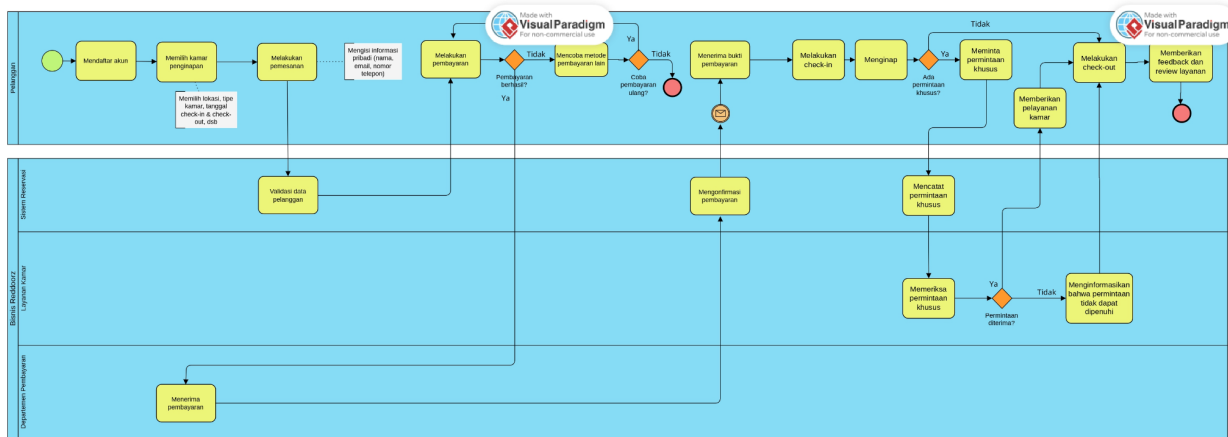 Made with
VisualParadigm
For non-commercial use
Made with
VisualParadigm
For non-commercial use
Pelanggan
Mendaftar akun
Memilih kamar
penginapan
Memilih lokasi, tipe
kamar, tanggal
check-in & check-
out, dsb
Melakukan
pemesanan
Mengisi informasi
pribadi (nama,
email, nomor
telepon)
Melakukan
pembayaran
Pembayaran
berhasil?
Tidak
Ya
Mencoba metode
pembayaran lain
Coba
pembayaran
ulang?
Ya
Tidak
Menerima bukti
pembayaran
Melakukan
check-in
Menginap
Ada
permintaan
khusus?
Tidak
Ya
Meminta
permintaan
khusus
Memberikan
pelayanan
kamar
Melakukan
check-out
Memberikan
feedback dan
review layanan
Bisnis Reddoorz
Sistem Reservasi
Validasi data
pelanggan
Mengonfirmasi
pembayaran
Mencatat
permintaan
khusus
Layanan Kamar
Memeriksa
permintaan
khusus
Permintaan
diterima?
Ya
Tidak
Menginformasikan
bahwa permintaan
tidak dapat
dipenuhi
Departemen Pembayaran
Menerima
pembayaran